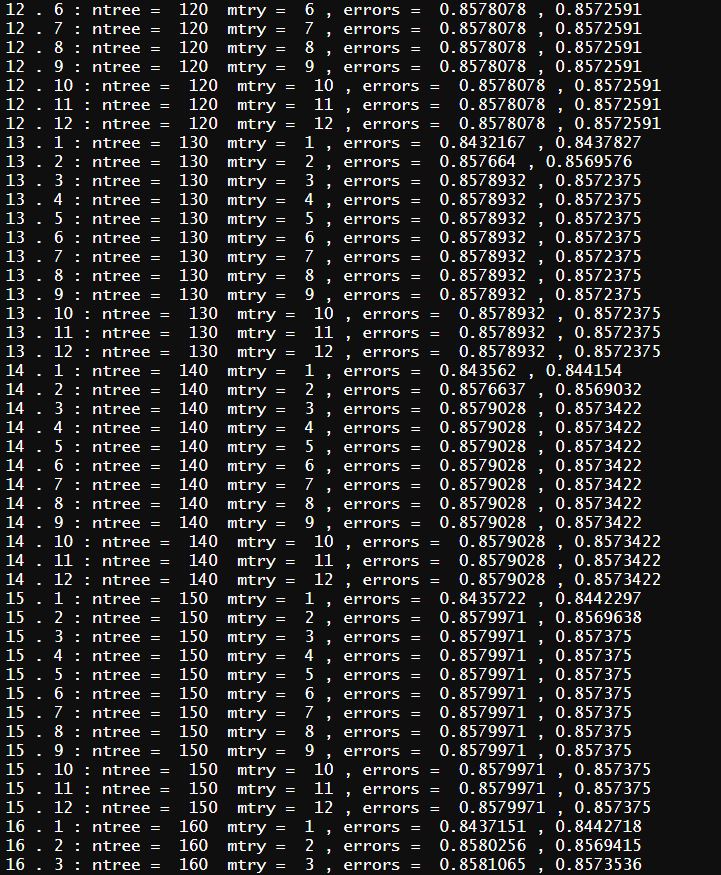 12 . 6 : ntree =  120  mtry =  6 , errors =  0.8578078 , 0.8572591
12 . 7 : ntree =  120  mtry =  7 , errors =  0.8578078 , 0.8572591
12 . 8 : ntree =  120  mtry =  8 , errors =  0.8578078 , 0.8572591
12 . 9 : ntree =  120  mtry =  9 , errors =  0.8578078 , 0.8572591
12 . 10 : ntree =  120  mtry =  10 , errors =  0.8578078 , 0.8572591
12 . 11 : ntree =  120  mtry =  11 , errors =  0.8578078 , 0.8572591
12 . 12 : ntree =  120  mtry =  12 , errors =  0.8578078 , 0.8572591
13 . 1 : ntree =  130  mtry =  1 , errors =  0.8432167 , 0.8437827
13 . 2 : ntree =  130  mtry =  2 , errors =  0.857664 , 0.8569576
13 . 3 : ntree =  130  mtry =  3 , errors =  0.8578932 , 0.8572375
13 . 4 : ntree =  130  mtry =  4 , errors =  0.8578932 , 0.8572375
13 . 5 : ntree =  130  mtry =  5 , errors =  0.8578932 , 0.8572375
13 . 6 : ntree =  130  mtry =  6 , errors =  0.8578932 , 0.8572375
13 . 7 : ntree =  130  mtry =  7 , errors =  0.8578932 , 0.8572375
13 . 8 : ntree =  130  mtry =  8 , errors =  0.8578932 , 0.8572375
13 . 9 : ntree =  130  mtry =  9 , errors =  0.8578932 , 0.8572375
13 . 10 : ntree =  130  mtry =  10 , errors =  0.8578932 , 0.8572375
13 . 11 : ntree =  130  mtry =  11 , errors =  0.8578932 , 0.8572375
13 . 12 : ntree =  130  mtry =  12 , errors =  0.8578932 , 0.8572375
14 . 1 : ntree =  140  mtry =  1 , errors =  0.843562 , 0.844154
14 . 2 : ntree =  140  mtry =  2 , errors =  0.8576637 , 0.8569032
14 . 3 : ntree =  140  mtry =  3 , errors =  0.8579028 , 0.8573422
14 . 4 : ntree =  140  mtry =  4 , errors =  0.8579028 , 0.8573422
14 . 5 : ntree =  140  mtry =  5 , errors =  0.8579028 , 0.8573422
14 . 6 : ntree =  140  mtry =  6 , errors =  0.8579028 , 0.8573422
14 . 7 : ntree =  140  mtry =  7 , errors =  0.8579028 , 0.8573422
14 . 8 : ntree =  140  mtry =  8 , errors =  0.8579028 , 0.8573422
14 . 9 : ntree =  140  mtry =  9 , errors =  0.8579028 , 0.8573422
14 . 10 : ntree =  140  mtry =  10 , errors =  0.8579028 , 0.8573422
14 . 11 : ntree =  140  mtry =  11 , errors =  0.8579028 , 0.8573422
14 . 12 : ntree =  140  mtry =  12 , errors =  0.8579028 , 0.8573422
15 . 1 : ntree =  150  mtry =  1 , errors =  0.8435722 , 0.8442297
15 . 2 : ntree =  150  mtry =  2 , errors =  0.8579971 , 0.8569638
15 . 3 : ntree =  150  mtry =  3 , errors =  0.8579971 , 0.857375
15 . 4 : ntree =  150  mtry =  4 , errors =  0.8579971 , 0.857375
15 . 5 : ntree =  150  mtry =  5 , errors =  0.8579971 , 0.857375
15 . 6 : ntree =  150  mtry =  6 , errors =  0.8579971 , 0.857375
15 . 7 : ntree =  150  mtry =  7 , errors =  0.8579971 , 0.857375
15 . 8 : ntree =  150  mtry =  8 , errors =  0.8579971 , 0.857375
15 . 9 : ntree =  150  mtry =  9 , errors =  0.8579971 , 0.857375
15 . 10 : ntree =  150  mtry =  10 , errors =  0.8579971 , 0.857375
15 . 11 : ntree =  150  mtry =  11 , errors =  0.8579971 , 0.857375
15 . 12 : ntree =  150  mtry =  12 , errors =  0.8579971 , 0.857375
16 . 1 : ntree =  160  mtry =  1 , errors =  0.8437151 , 0.8442718
16 . 2 : ntree =  160  mtry =  2 , errors =  0.8580256 , 0.8569415
16 . 3 : ntree =  160  mtry =  3 , errors =  0.8581065 , 0.8573536